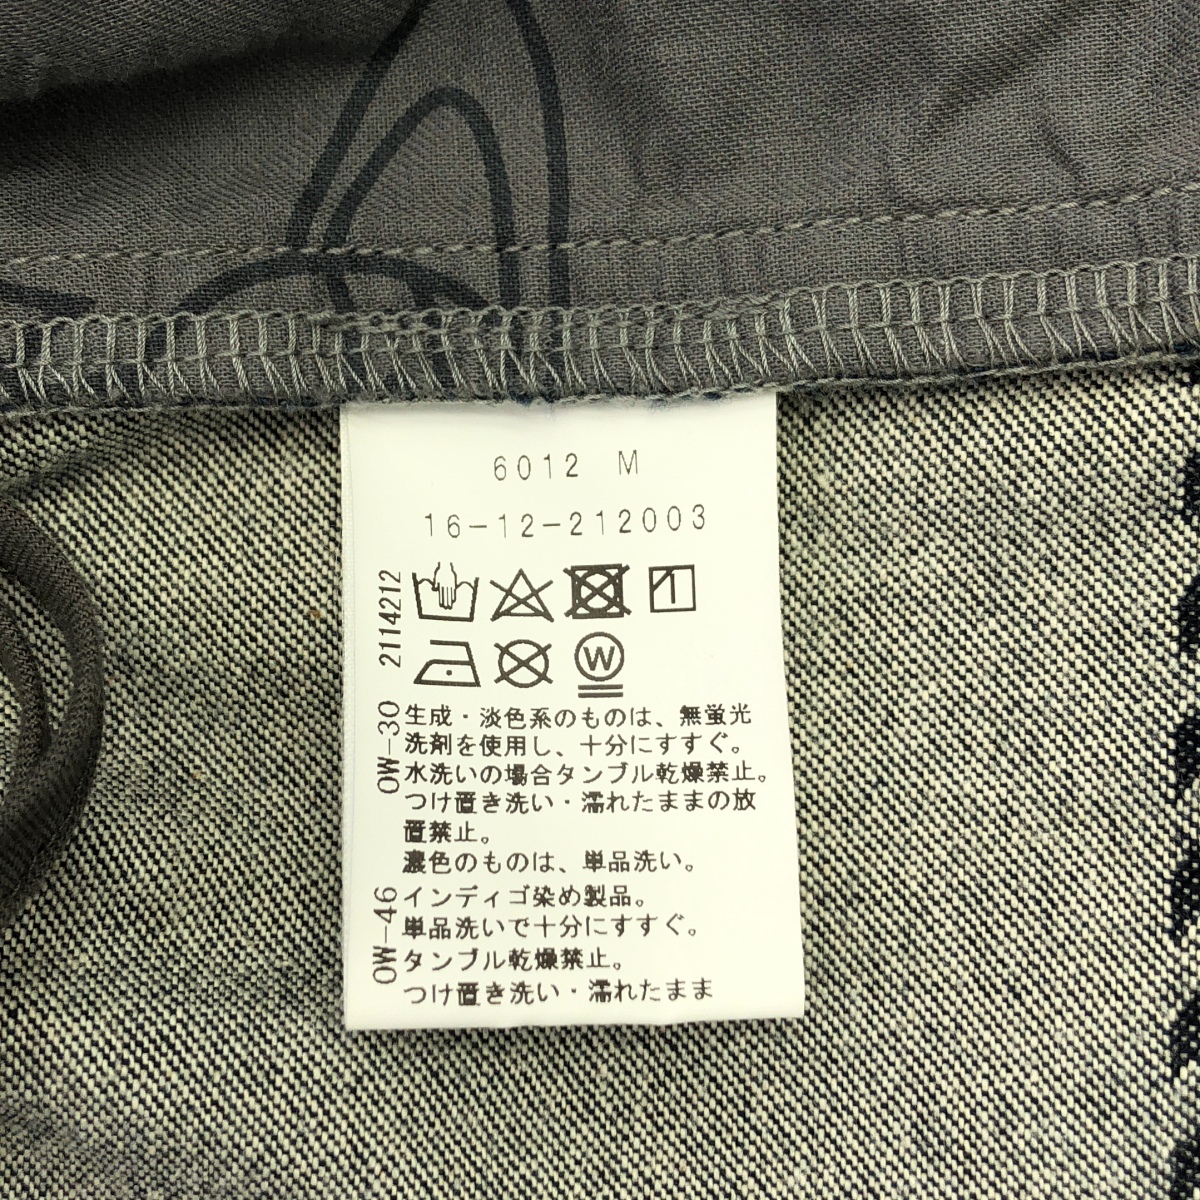 6012 M
16-12-212003
2114212
W
0W-30
生成・淡色系のものは、無蛍光
洗剤を使用し、十分にすすぐ。
水洗いの場合タンブル乾燥禁止。
つけ置き洗い・濡れたままの放
置禁止。
濃色のものは、単品洗い。
0W-46
インディゴ染め製品。
単品洗いで十分にすすぐ。
タンブル乾燥禁止。
つけ置き洗い・濡れたまま